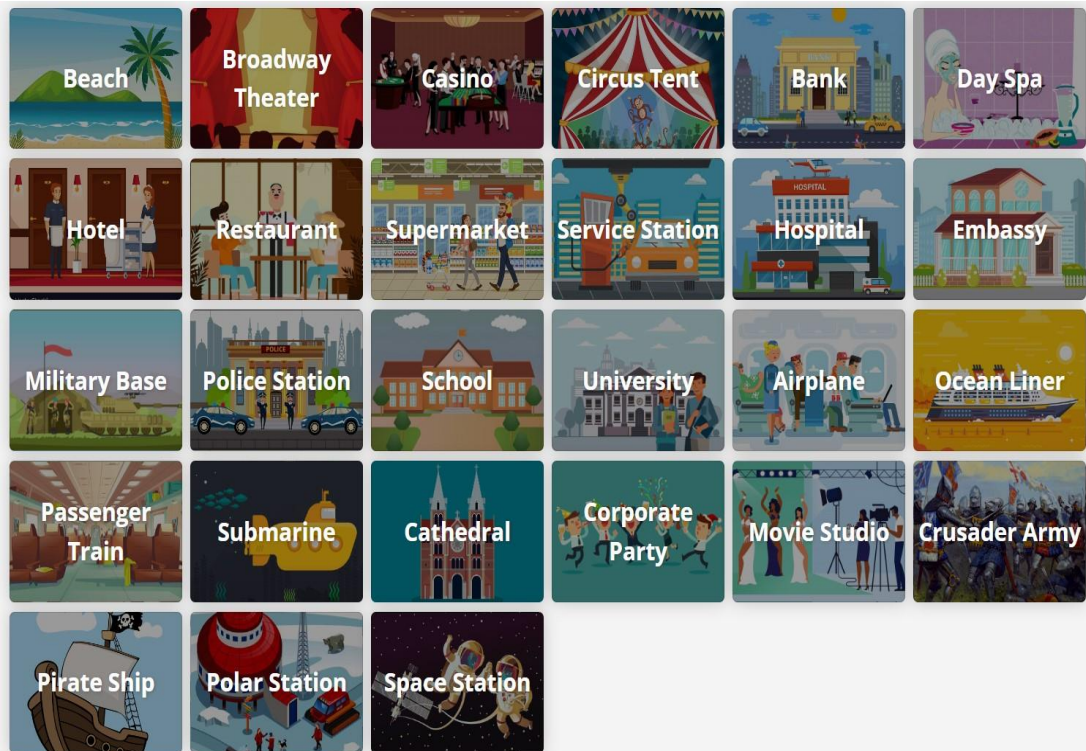 Beach
Broadway
Theater
Casino
Circus Tent
Bank
Day Spa
Hotel
Restaurant
Supermarket
Service Station
HOSPITAL
Hospital
Embassy
Military Base
POLICE
Police Station
School
University
Airplane
Ocean Liner
Passenger
Train
Submarine
Cathedral
Corporate
Party
Movie Studio
Crusader Army
Pirate Ship
Polar Station
Space Station